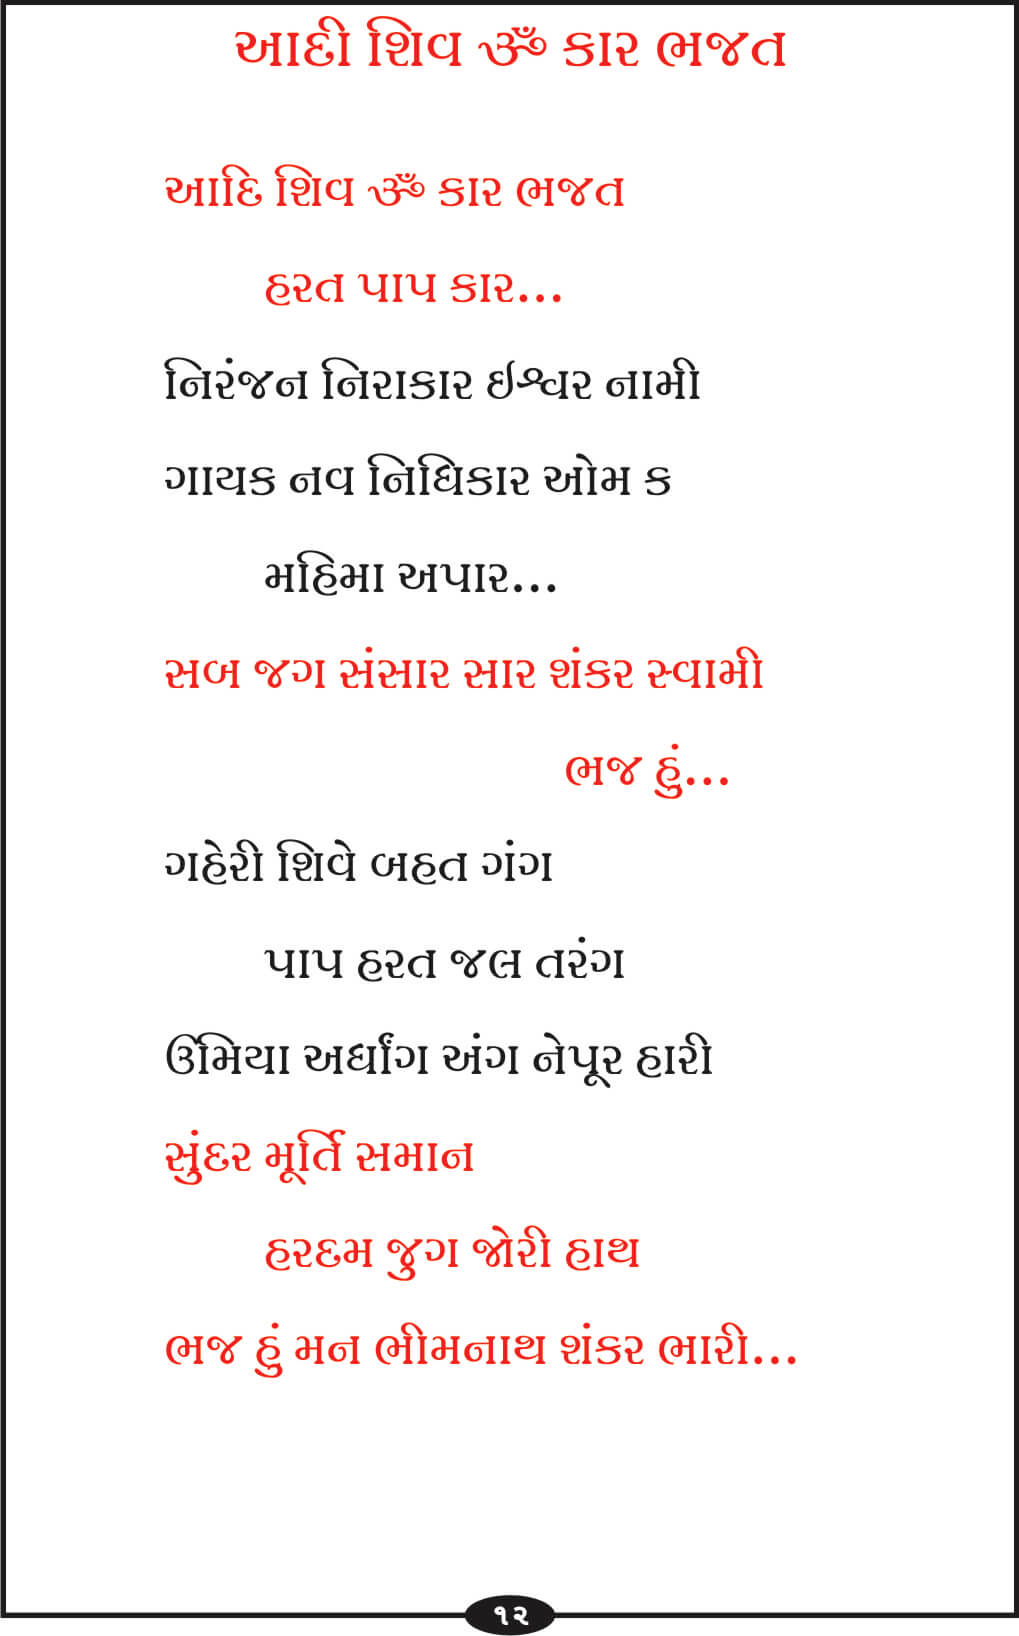 આદી શિવ ૐ કાર ભજત
આદિ શિવ ૐ કાર ભજત
હરત પાપ કાર...
નિરંજન નિરાકાર ઈશ્વર નામી
ગાયક નવ નિધિકાર ઓમ ક
મહિમા અપાર...
સબ જગ સંસાર સાર શંકર સ્વામી
ભજ હું...
ગહેરી શિવે બહત ગંગ
પાપ હરત જલ તરંગ
ઉંમિયા અર્ધાંગ અંગ નેપૂર હારી
સુંદર મૂર્તિ સમાન
હરદમ જુગ જોરી હાથ
ભજ હું મન ભીમનાથ શંકર ભારી...
૧૨